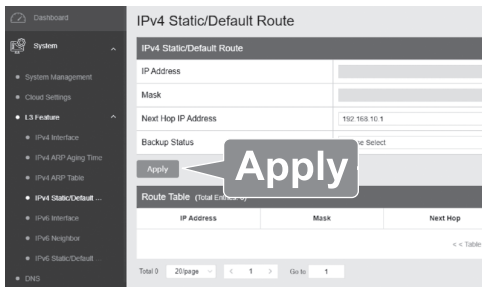 Dashboard
System
System Management
Cloud Settings
L3 Feature
IPv4 Interface
IPv4 ARP Aging Time
IPv4 ARP Table
IPv4 Static/Default ...
IPv6 Interface
IPv6 Neighbor
IPv6 Static/Default ...
DNS
IPv4 Static/Default Route
IPv4 Static/Default Route
IP Address
Mask
Next Hop IP Address 192.168.10.1
Backup Status Select
Apply
Apply
Route Table (Total
IP Address Mask Next Hop
< < Table
Total 0 20/page < 1 > Go to 1